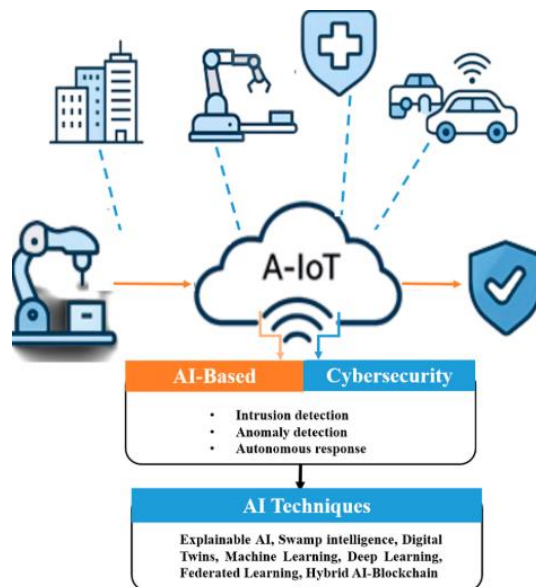 A-IoT
AI-Based Cybersecurity
• Intrusion detection
• Anomaly detection
• Autonomous response
AI Techniques
Explainable AI, Swamp intelligence, Digital
Twins, Machine Learning, Deep Learning,
Federated Learning, Hybrid AI-Blockchain